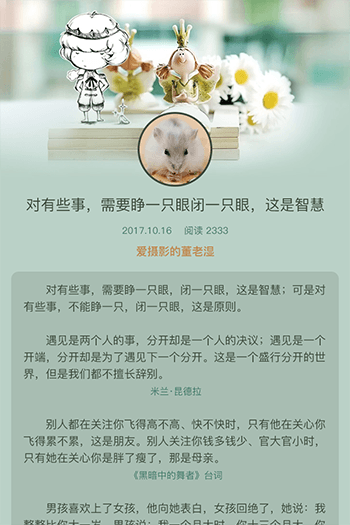 对有些事，需要睁一只眼闭一只眼，这是智慧
2017.10.16 阅读 2333
爱摄影的董老湿
对有些事，需要睁一只眼，闭一只眼，这是智慧；可是对
有些事，不能睁一只，闭一只眼，这是原则。
遇见是两个人的事，分开却是一个人的决议；遇见是一个
开端，分开却是为了遇见下一个分开。这是一个盛行分开的世
界，但是我们都不擅长辞别。
米兰·昆德拉
别人都在关注你飞得高不高、快不快时，只有他在关心你
飞得累不累，这是朋友。别人关注你钱多钱少、官大官小时，
只有她在关心你是胖了瘦了，那是母亲。
《黑暗中的舞者》台词
男孩喜欢上了女孩，他向她表白，女孩回绝了，她说：我